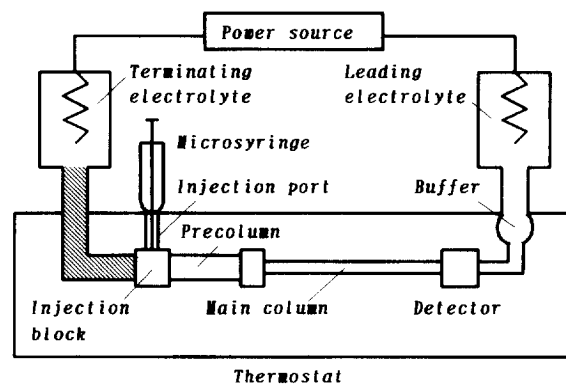 Power source
Terminating
electrolyte
Leading
electrolyte
Microsyringe
Injection port
Buffer
Precolumn
Injection
block
Main column
Detector
Thermostat